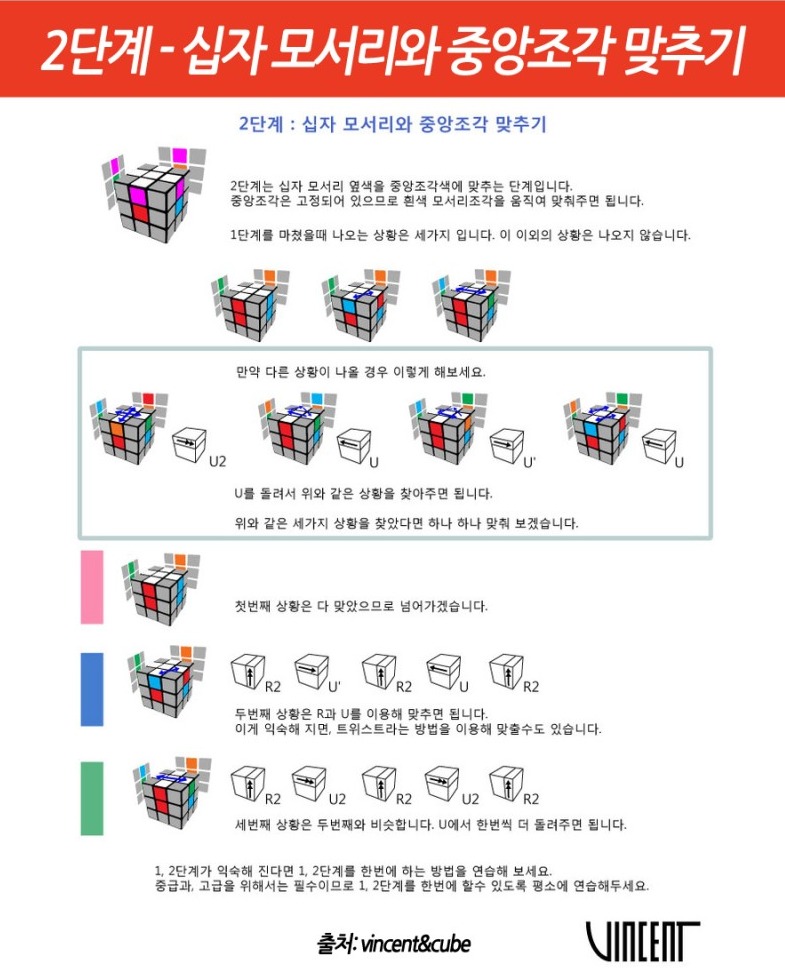 2단계 - 십자 모서리와 중앙조각 맞추기
2단계 : 십자 모서리와 중앙조각 맞추기
2단계는 십자 모서리 옆색을 중앙조각색에 맞추는 단계입니다.
중앙조각은 고정되어 있으므로 흰색 모서리조각을 움직여 맞춰주면 됩니다.
1단계를 마쳤을때 나오는 상황은 세가지 입니다. 이 이외의 상황은 나오지 않습니다.
만약 다른 상황이 나올 경우 이렇게 해보세요.
U2 U U' U
U를 돌려서 위와 같은 상황을 찾아주면 됩니다.
위와 같은 세가지 상황을 찾았다면 하나 하나 맞춰 보겠습니다.
첫번째 상황은 다 맞았으므로 넘어가겠습니다.
R2 U' R2 U R2
두번째 상황은 R과 U를 이용해 맞추면 됩니다.
이게 익숙해 지면, 트위스트라는 방법을 이용해 맞출수도 있습니다.
R2 U2 R2 U2 R2
세번째 상황은 두번째와 비슷합니다. U에서 한번씩 더 돌려주면 됩니다.
1, 2단계가 익숙해 진다면 1, 2단계를 한번에 하는 방법을 연습해 보세요.
중급과, 고급을 위해서는 필수이므로 1, 2단계를 한번에 할수 있도록 평소에 연습해두세요.
출처: vincent&cube
VINCENT